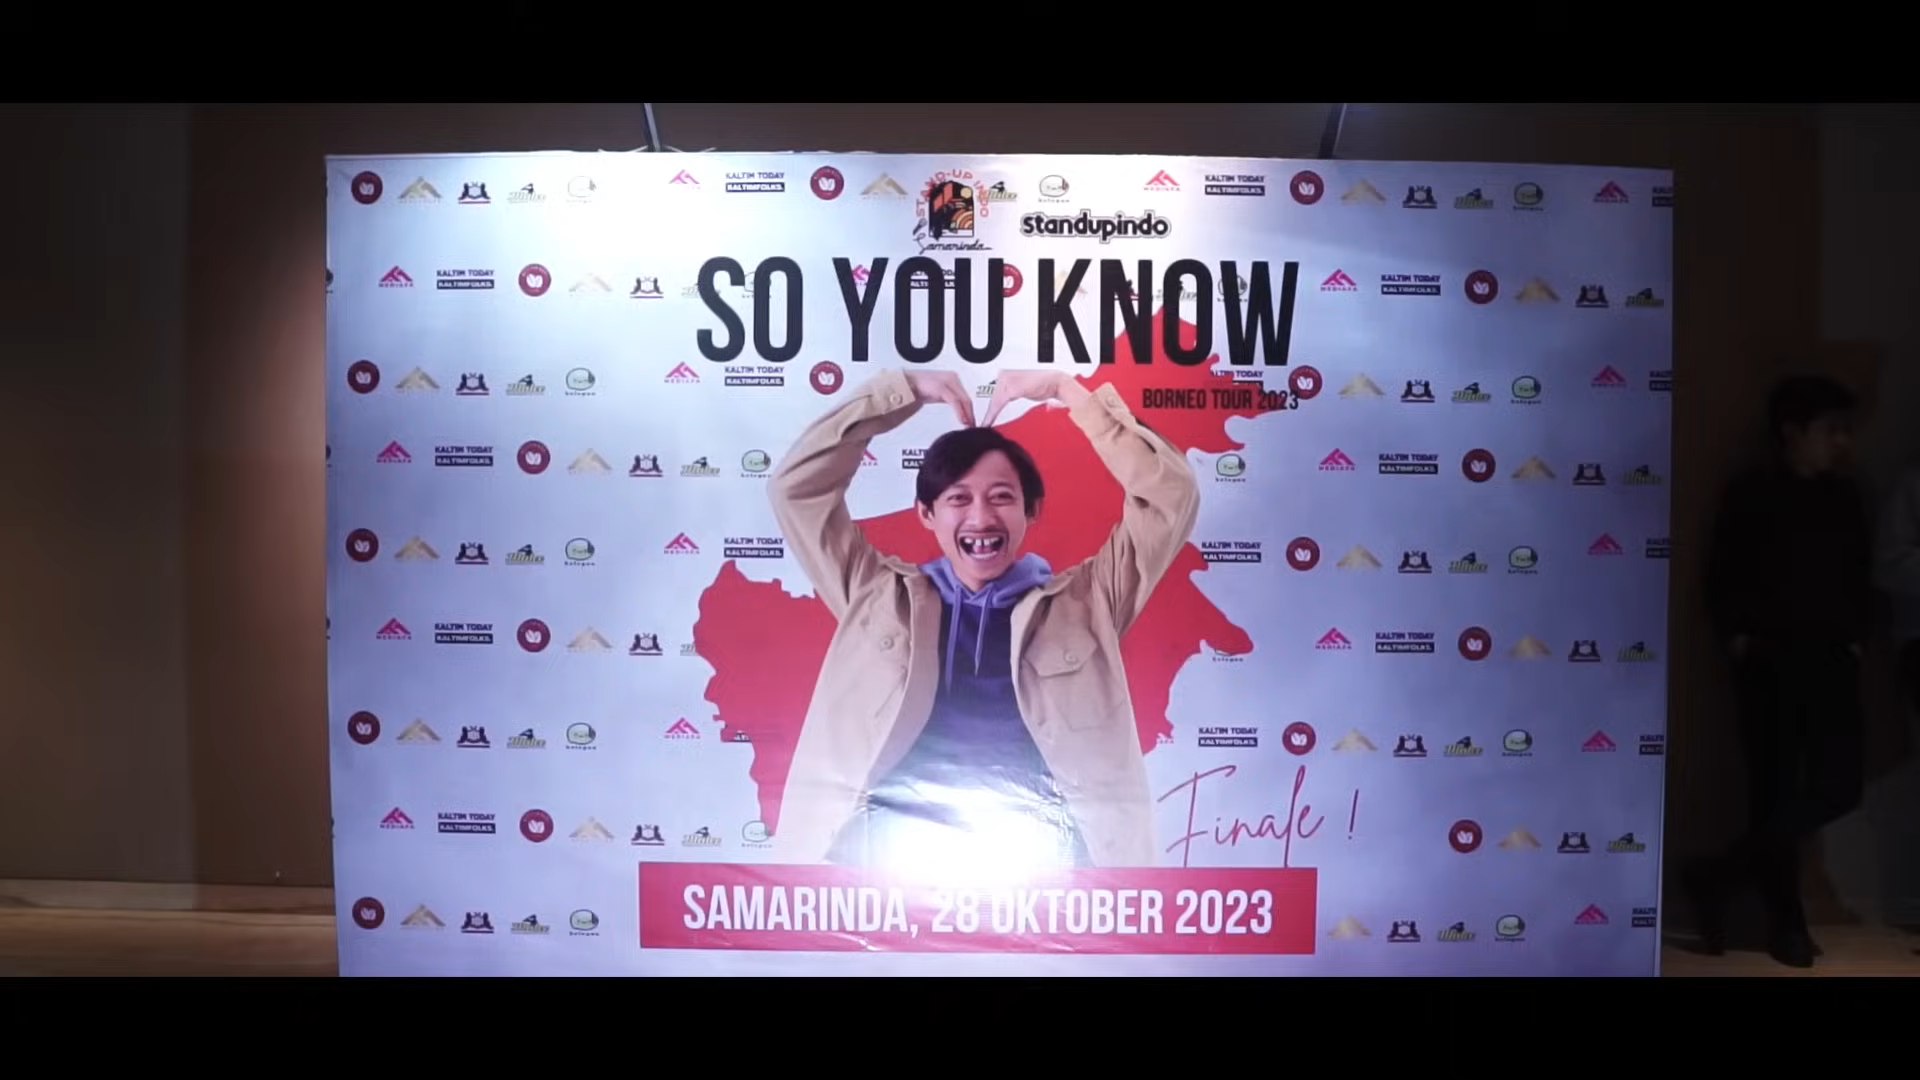 STAND-UP INDO
Samarinda
standupindo
SO YOU KNOW
BORNEO TOUR 2023
Finale !
SAMARINDA, 28 OKTOBER 2023
KALTIM TODAY
KALTIMFOLKS.
MEDIAFA